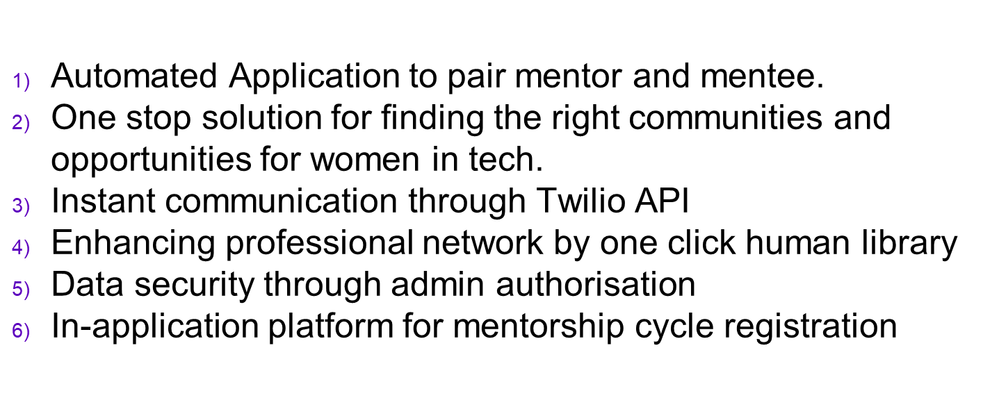 1) Automated Application to pair mentor and mentee.
2) One stop solution for finding the right communities and
opportunities for women in tech.
3) Instant communication through Twilio API
4) Enhancing professional network by one click human library
5) Data security through admin authorisation
6) In-application platform for mentorship cycle registration